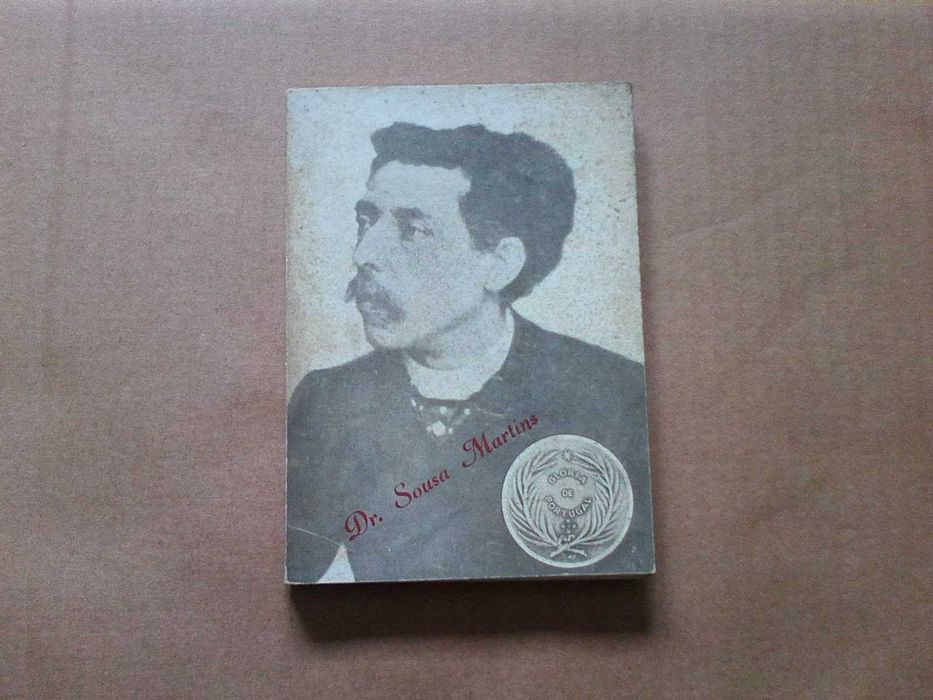 Dr. Sousa Martins
GLORIA
DE
PORTUGAL